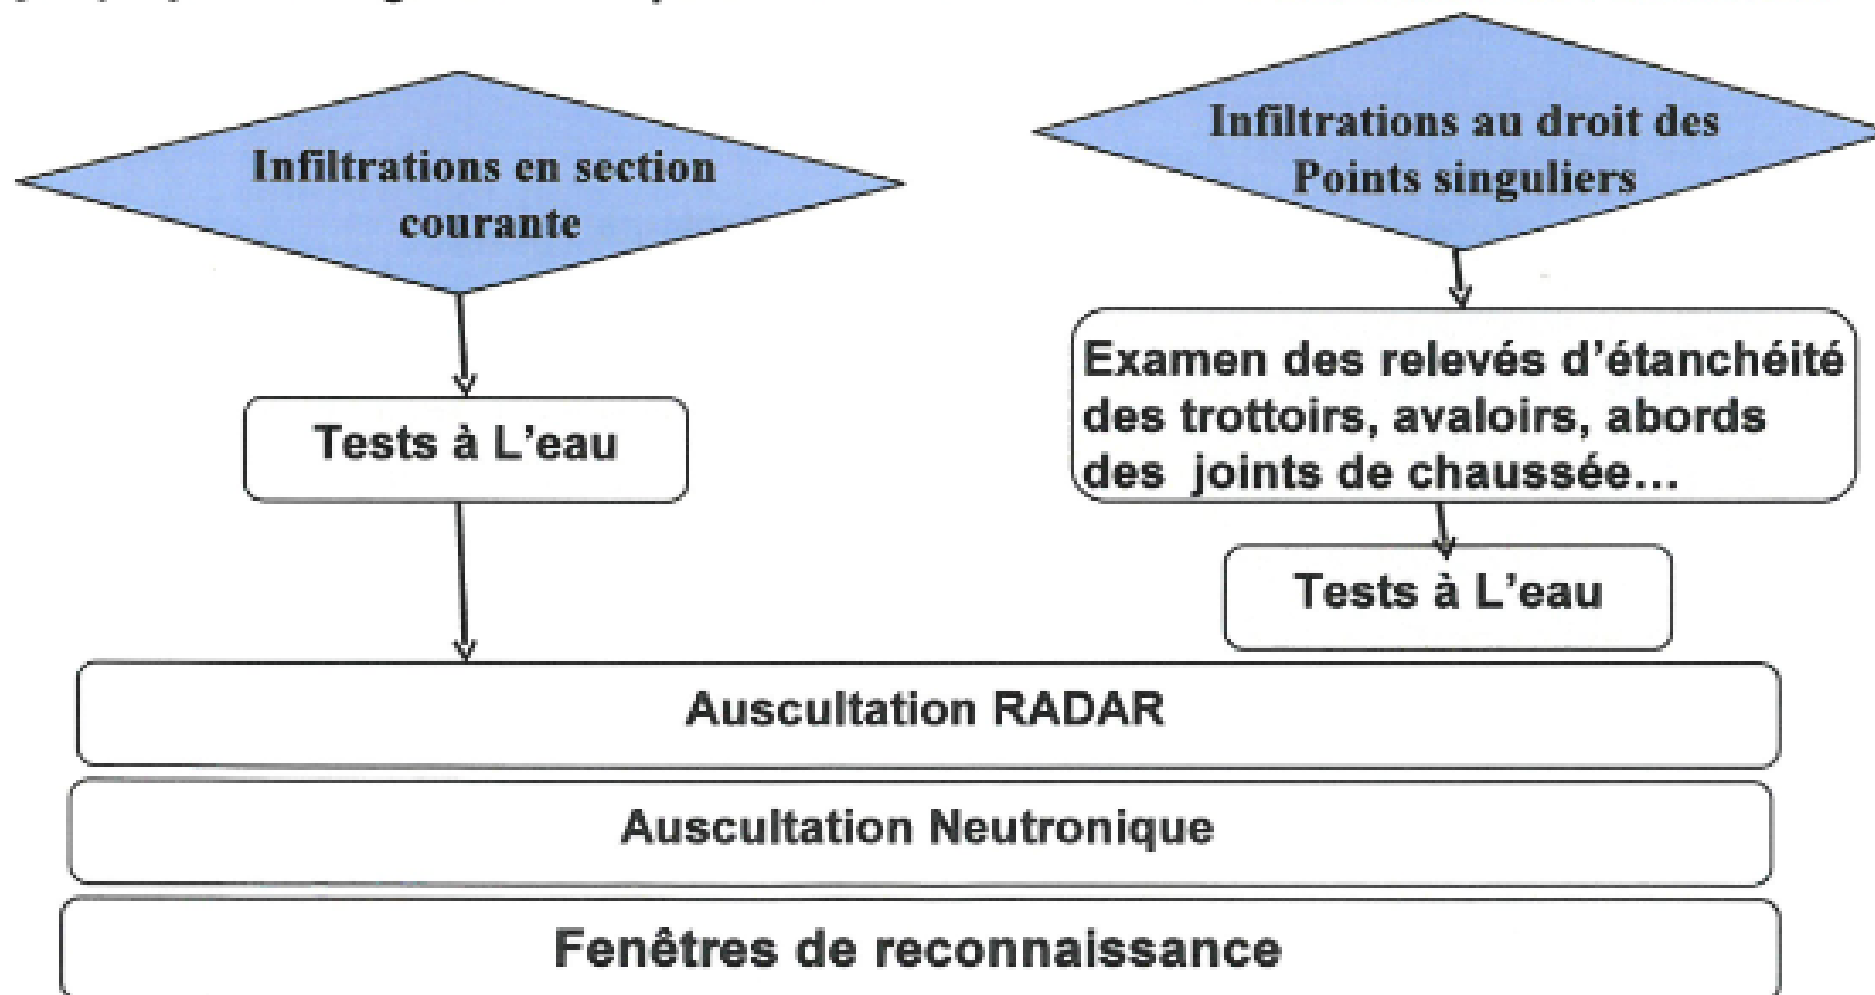 Infiltrations en section
courante
Infiltrations au droit des
Points singuliers
Tests à L'eau
Examen des relevés d'étanchéité
des trottoirs, avaloirs, abords
des joints de chaussée...
Tests à L'eau
Auscultation RADAR
Auscultation Neutronique
Fenêtres de reconnaissance